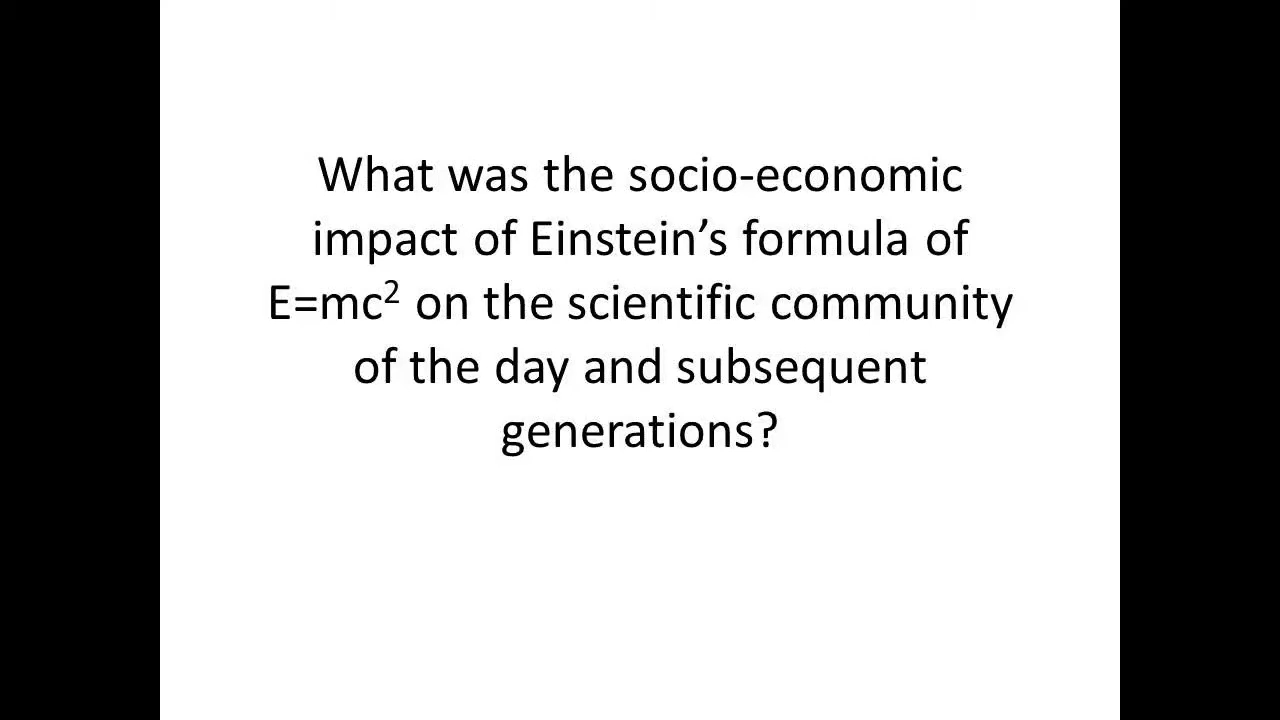 What was the socio-economic
impact of Einstein’s formula of
E=mc² on the scientific community
of the day and subsequent
generations?